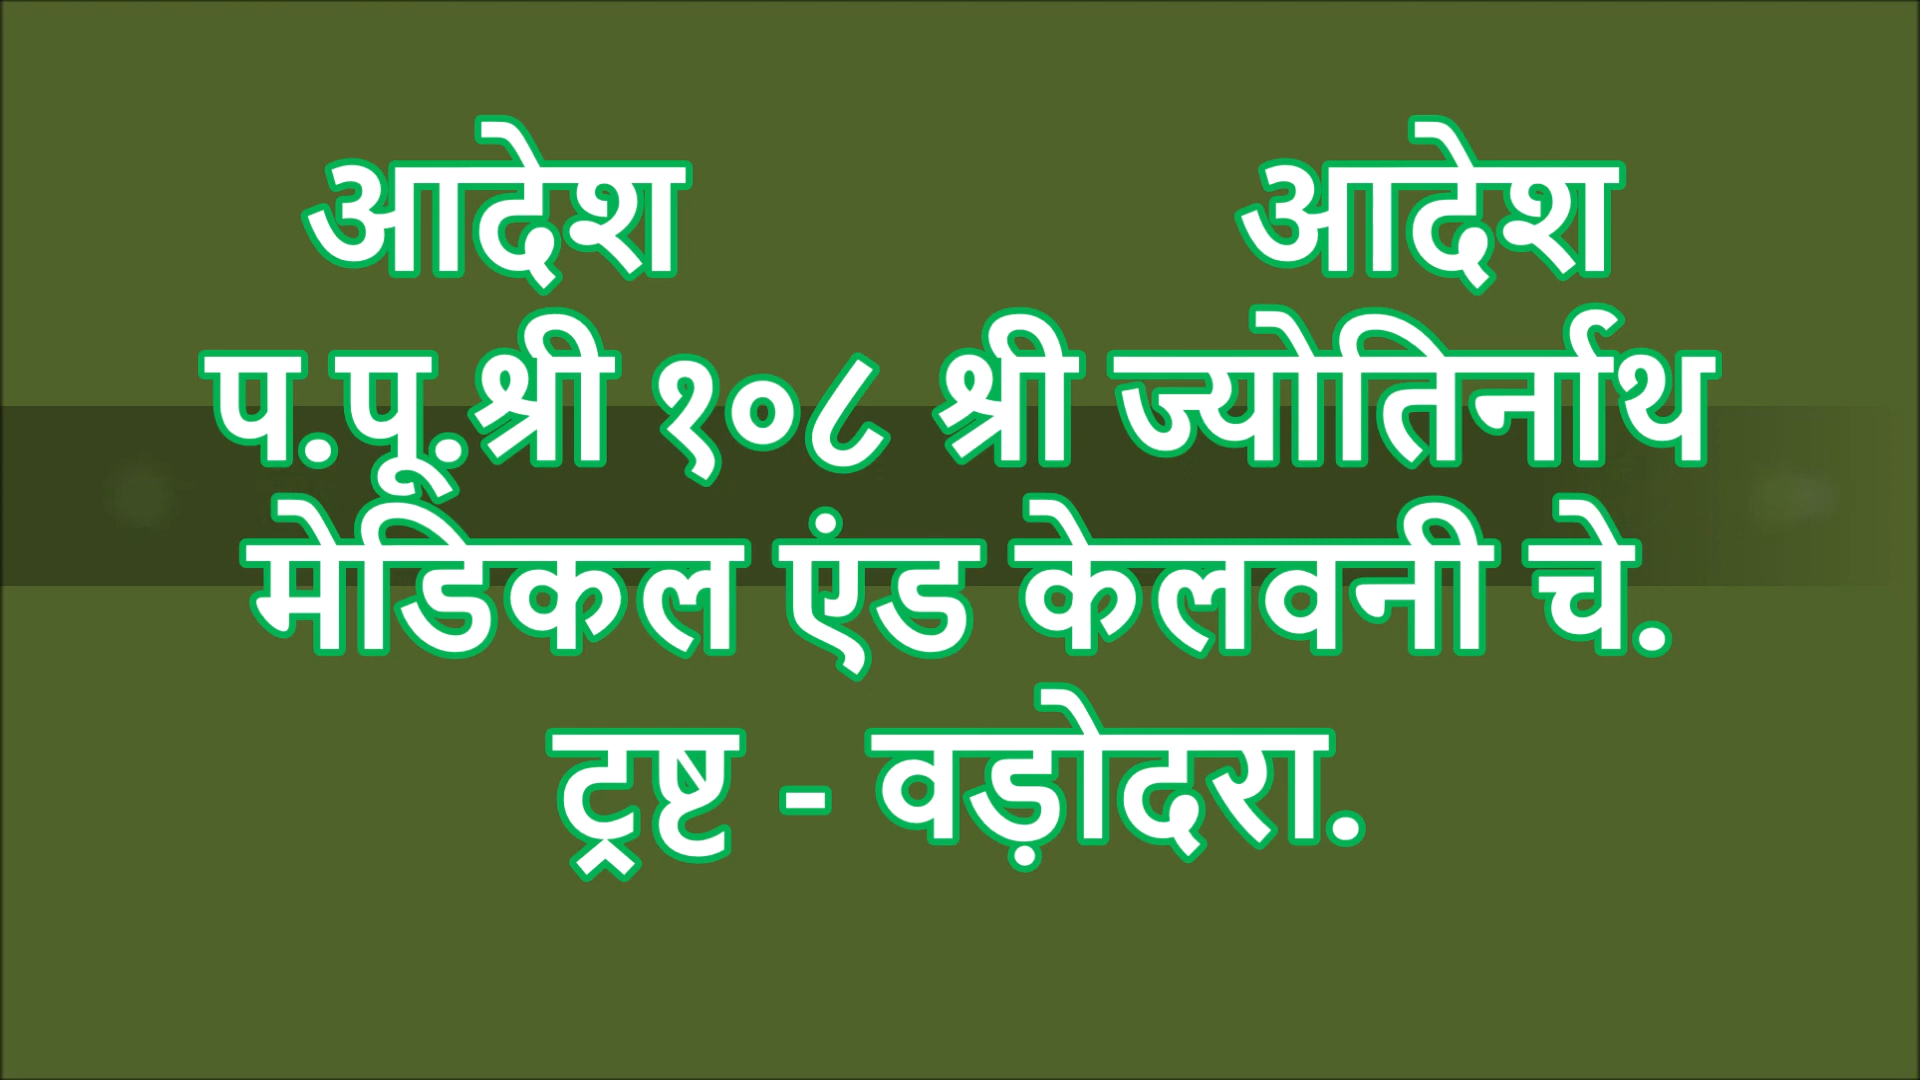 आदेश आदेश
प.पू.श्री १०८ श्री ज्योतिर्नाथ
मेडिकल एंड केलवनी चे.
ट्रष्ट - वड़ोदरा.